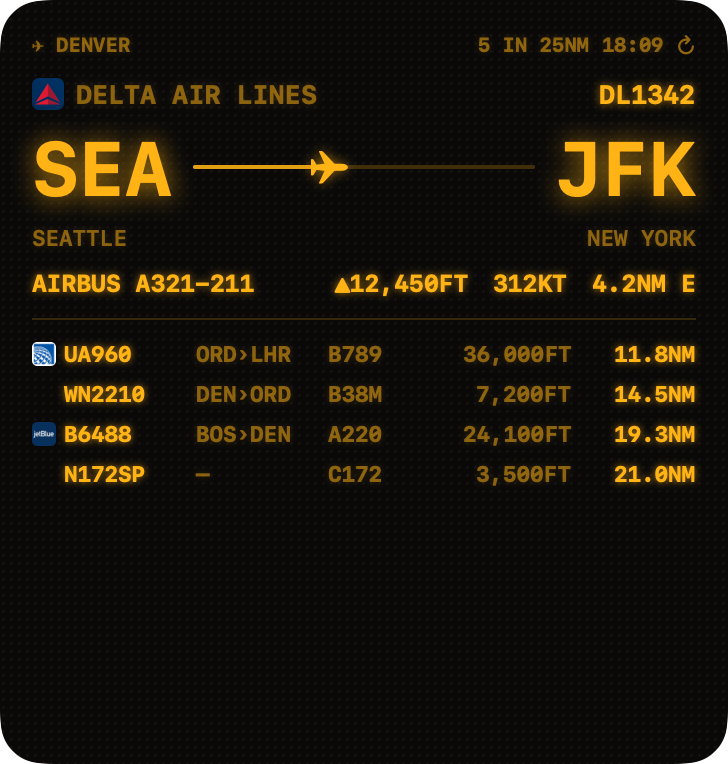 ✈ DENVER 5 IN 25NM 18:09 ↻
DELTA AIR LINES DL1342
SEA JFK
SEATTLE NEW YORK
AIRBUS A321–211 ▲12,450FT 312KT 4.2NM E
UA960 ORD›LHR B789 36,000FT 11.8NM
WN2210 DEN›ORD B38M 7,200FT 14.5NM
jetBlue B6488 BOS›DEN A220 24,100FT 19.3NM
N172SP — C172 3,500FT 21.0NM